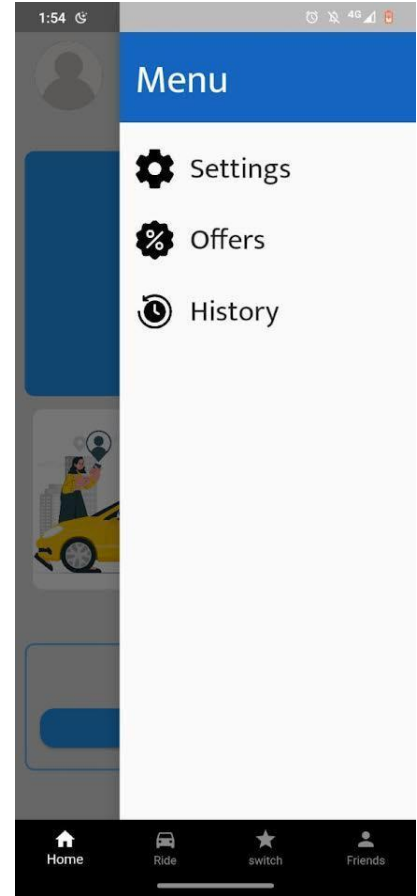 1:54 4G
Menu
Settings
% Offers
History
Home Ride switch Friends